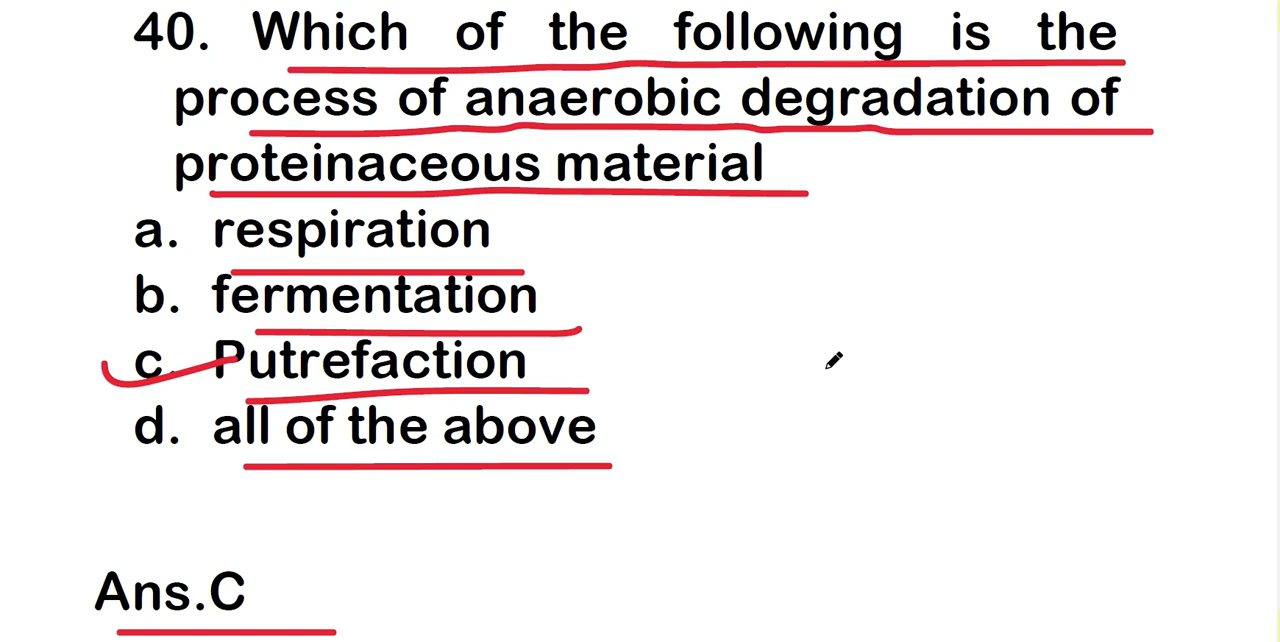 40. Which of the following is the
process of anaerobic degradation of
proteinaceous material
a. respiration
b. fermentation
c. Putrefaction
d. all of the above
Ans.C